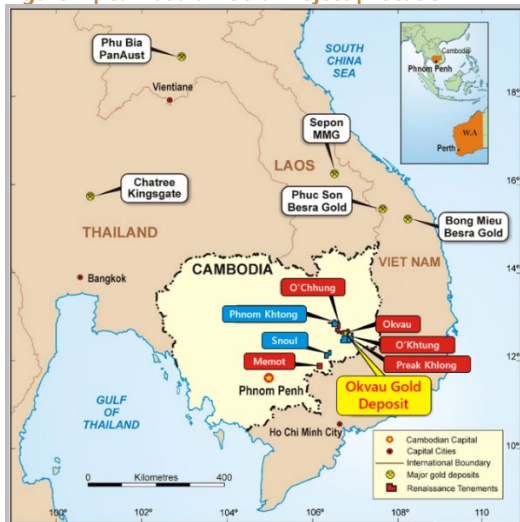 Phu Bia
PanAust
Vientiane
SOUTH
CHINA
SEA
Cambodia
Phnom Penh
W.A
Perth
18°
Sepon
MMG
LAOS
Chatree
Kingsgate
Phuc Son
Besra Gold
16°
Bong Mieu
Besra Gold
THAILAND
VIET NAM
CAMBODIA
Bangkok
O'Chhung
Phnom Khtong
Okvau
Snoul
O'Khtung
Memot
Preak Khlong
12°
Phnom Penh
Okvau Gold
Deposit
GULF
OF
THAILAND
Ho Chi Minh City
10°
Kilometres
0
400
Cambodian Capital
Capital Cities
International Boundary
Major gold deposits
Renaissance Tenements
100°
102°
104°
106°
108°
110